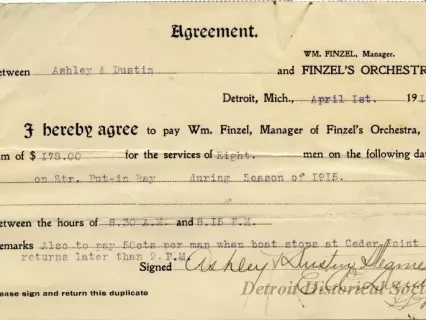 Agreement.
WM. FINZEL, Manager.
etween Ashley & Dustin and FINZEL'S ORCHESTR
Detroit, Mich., April 1st. 191
I hereby agree to pay Wm. Finzel, Manager of Finzel's Orchestra,
m of $ 175.00 for the services of Eight. men on the following da
on Str. Put-in Bay during Season of 1915.
etween the hours of 8.30 A.M. and 8.15 P.M.
emarks Also to pay 50cts per man when boat stops at Ceder Point
returns later than 9 P.M.
Signed Ashley & Dustin Steamer
ease sign and return this duplicate
Detroit Historical Soc